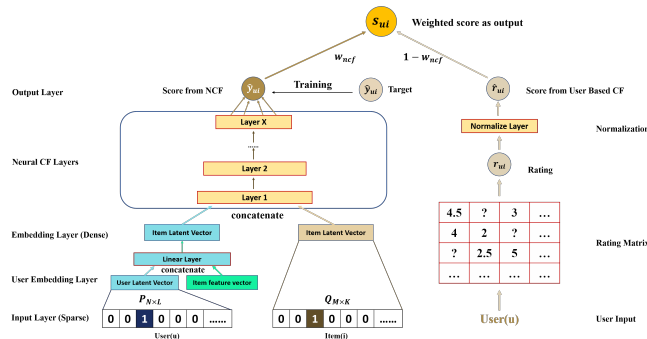 S_ui Weighted score as output
w_ncf 1 − w_ncf
Output Layer Score from NCF ŷ_ui Training ŷ_ui Target r̂_ui Score from User Based CF
Layer X Normalize Layer Normalization
......
Neural CF Layers Layer 2 r_ui Rating
Layer 1
concatenate
4.5 ? 3 ...
Embedding Layer (Dense) Item Latent Vector Item Latent Vector 4 2 ? ... Rating Matrix
Linear Layer ? 2.5 5 ...
concatenate
User Embedding Layer User Latent Vector Item feature vector ... ... ... ...
P_N×L Q_M×K
Input Layer (Sparse) 0 0 1 0 0 0 ...... 0 0 1 0 0 0 ...... User(u) User Input
User(u) Item(i)